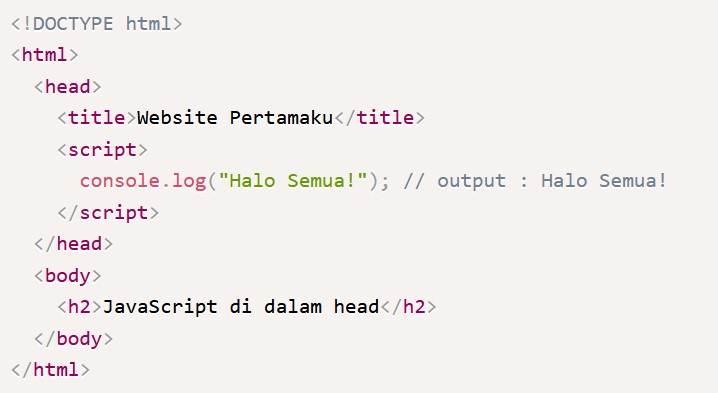 <!DOCTYPE html>
<html>
  <head>
    <title>Website Pertamaku</title>
    <script>
      console.log("Halo Semua!"); // output : Halo Semua!
    </script>
  </head>
  <body>
    <h2>JavaScript di dalam head</h2>
  </body>
</html>